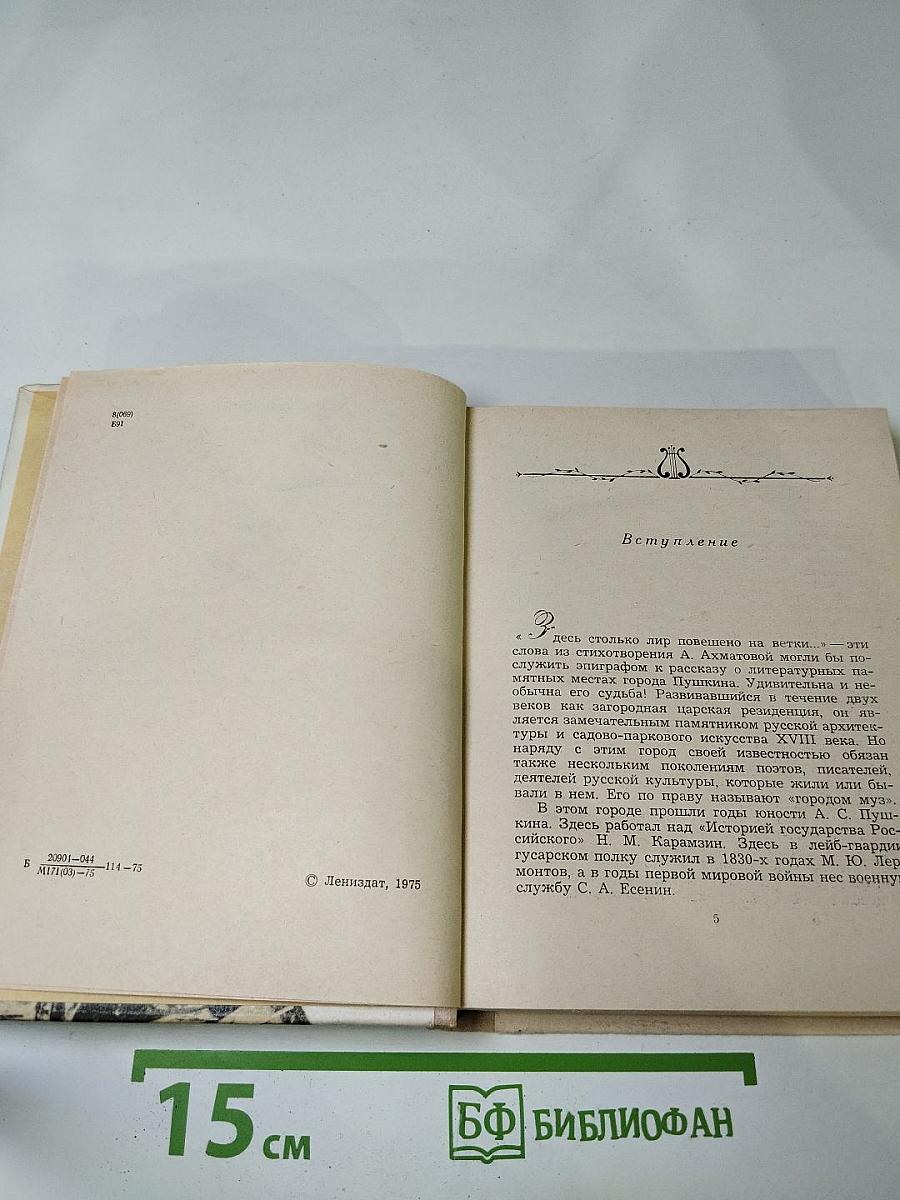 8(069)
Б91
Б 20901—044
М171(03)—75 —114—75
© Лениздат, 1975
Вступление
«Здесь столько лир повешено на ветки...» — эти
слова из стихотворения А. Ахматовой могли бы по-
служить эпиграфом к рассказу о литературных па-
мятных местах города Пушкина. Удивительна и не-
обычна его судьба! Развивавшийся в течение двух
веков как загородная царская резиденция, он яв-
ляется замечательным памятником русской архитек-
туры и садово-паркового искусства XVIII века. Но
наряду с этим город своей известностью обязан
также нескольким поколениям поэтов, писателей,
деятелей русской культуры, которые жили или бы-
вали в нем. Его по праву называют «городом муз».
В этом городе прошли годы юности А. С. Пуш-
кина. Здесь работал над «Историей государства Рос-
сийского» Н. М. Карамзин. Здесь в лейб-гвардии
гусарском полку служил в 1830-х годах М. Ю. Лер
монтов, а в годы первой мировой войны нес военну
службу С. А. Есенин.
5
15 см
БФ БИБЛИОФАН